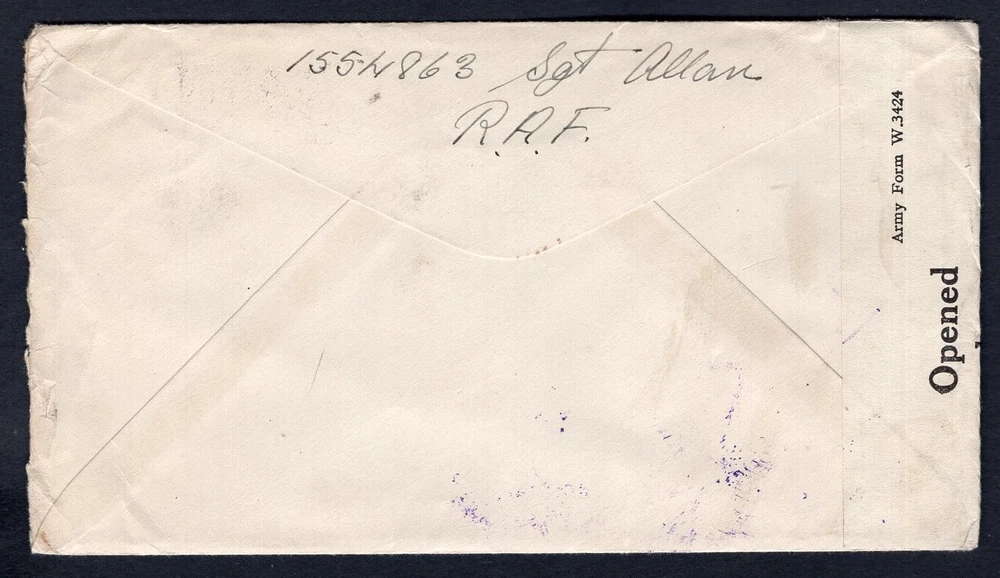 1554863 Sgt Allan
R.A.F.
Army Form W.3424
Opened